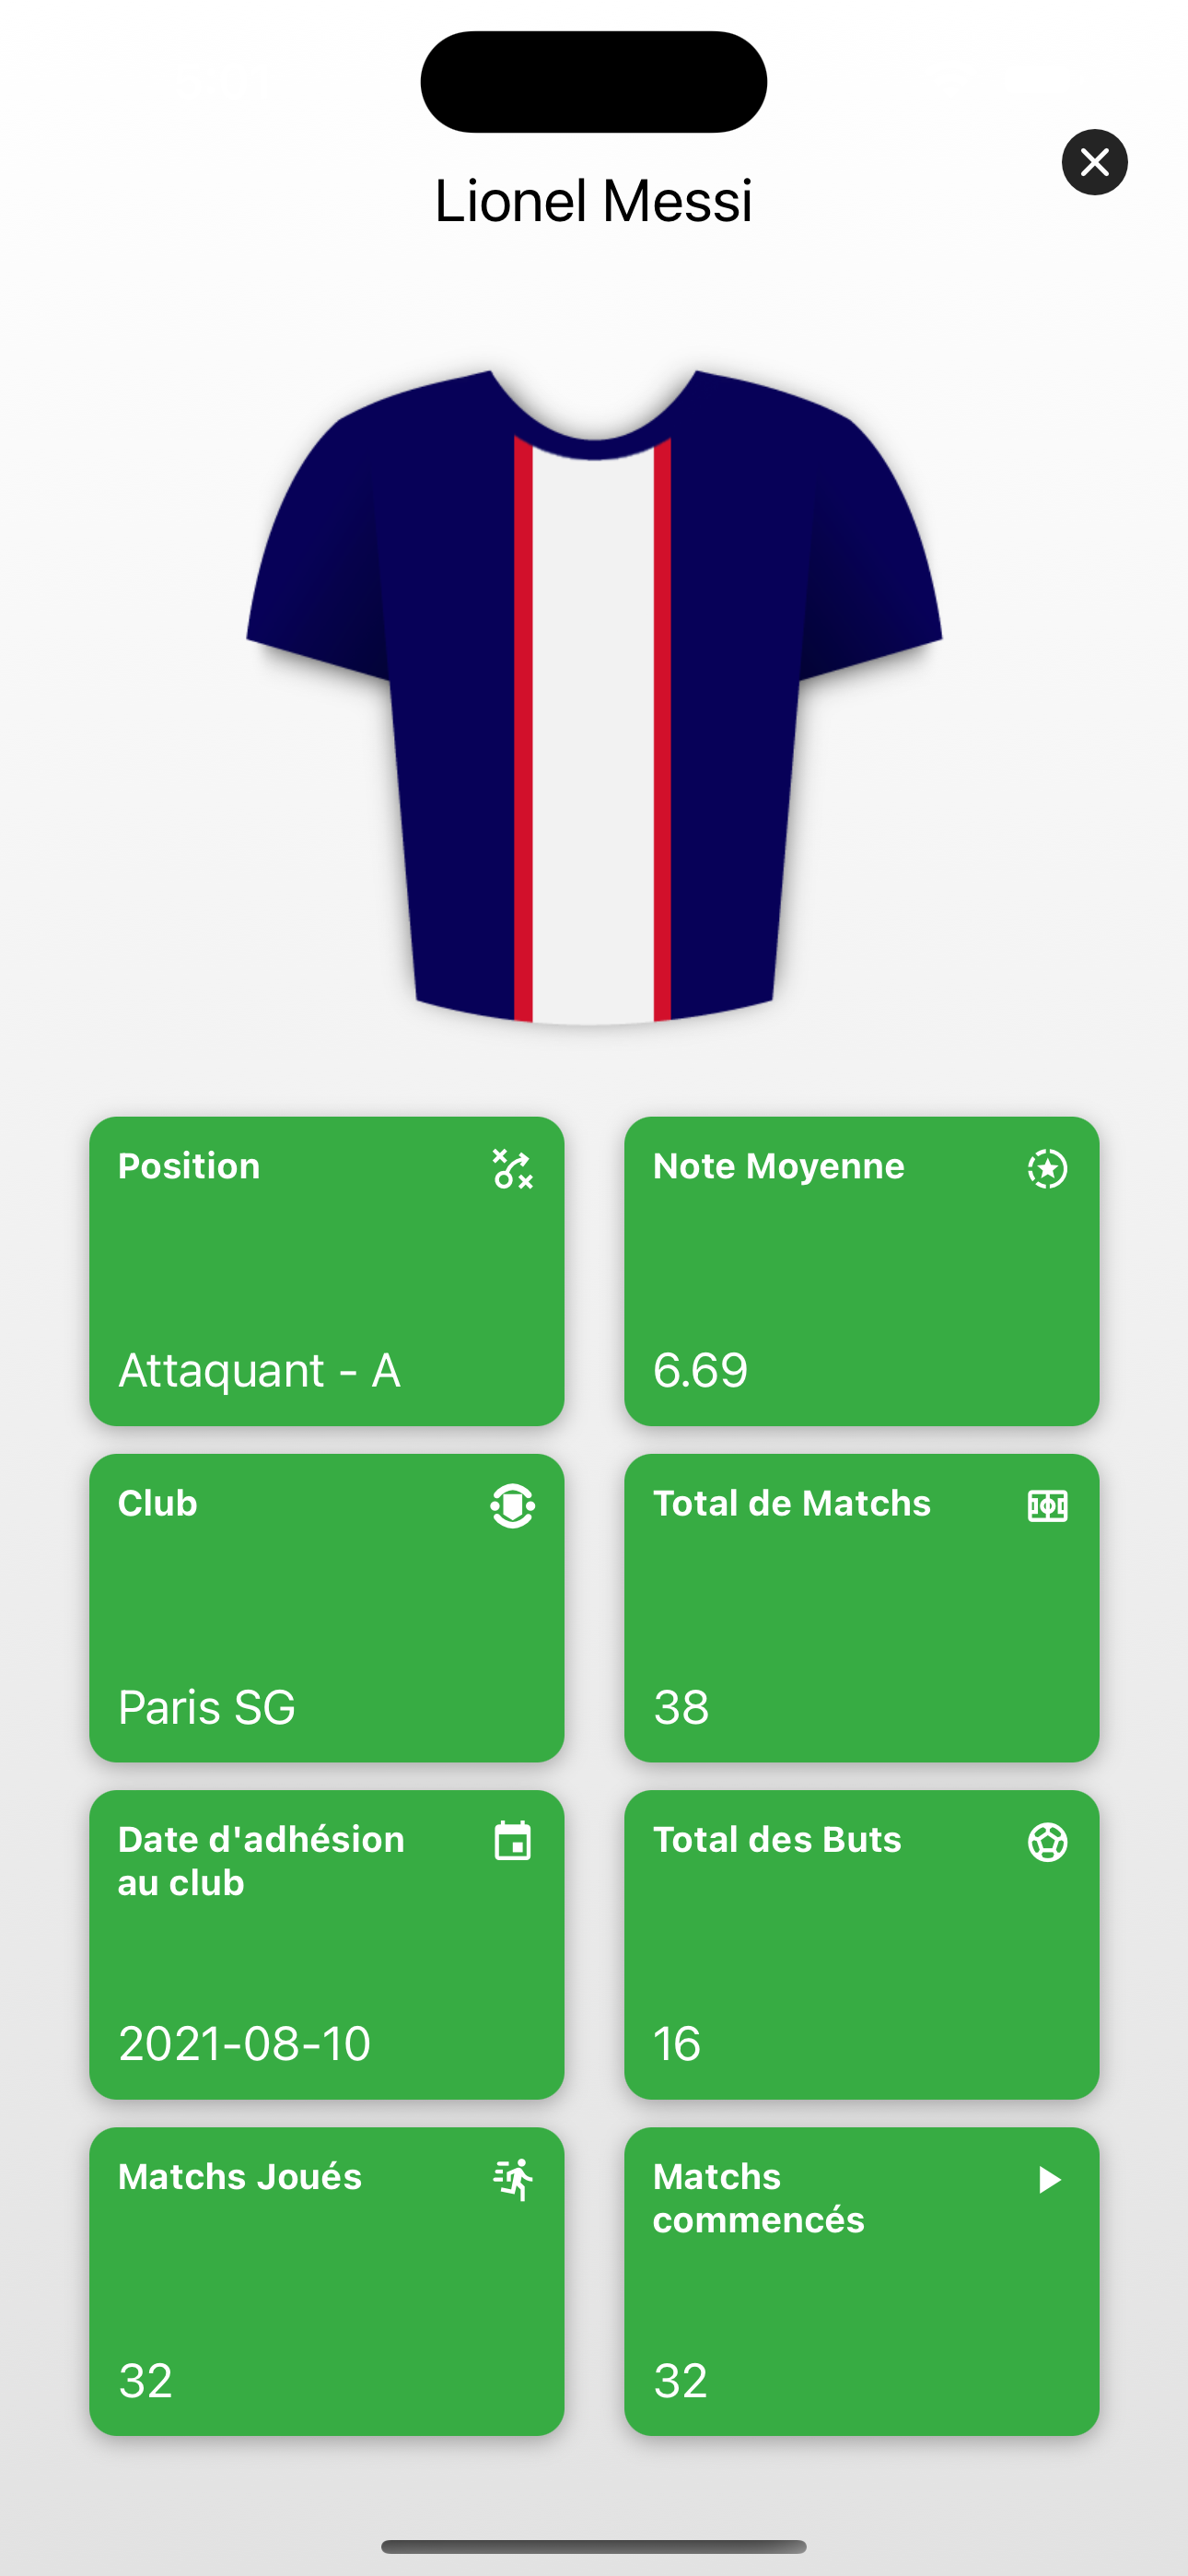 Lionel Messi
Position
Attaquant - A
Note Moyenne
6.69
Club
Paris SG
Total de Matchs
38
Date d'adhésion
au club
2021-08-10
Total des Buts
16
Matchs Joués
32
Matchs
commencés
32